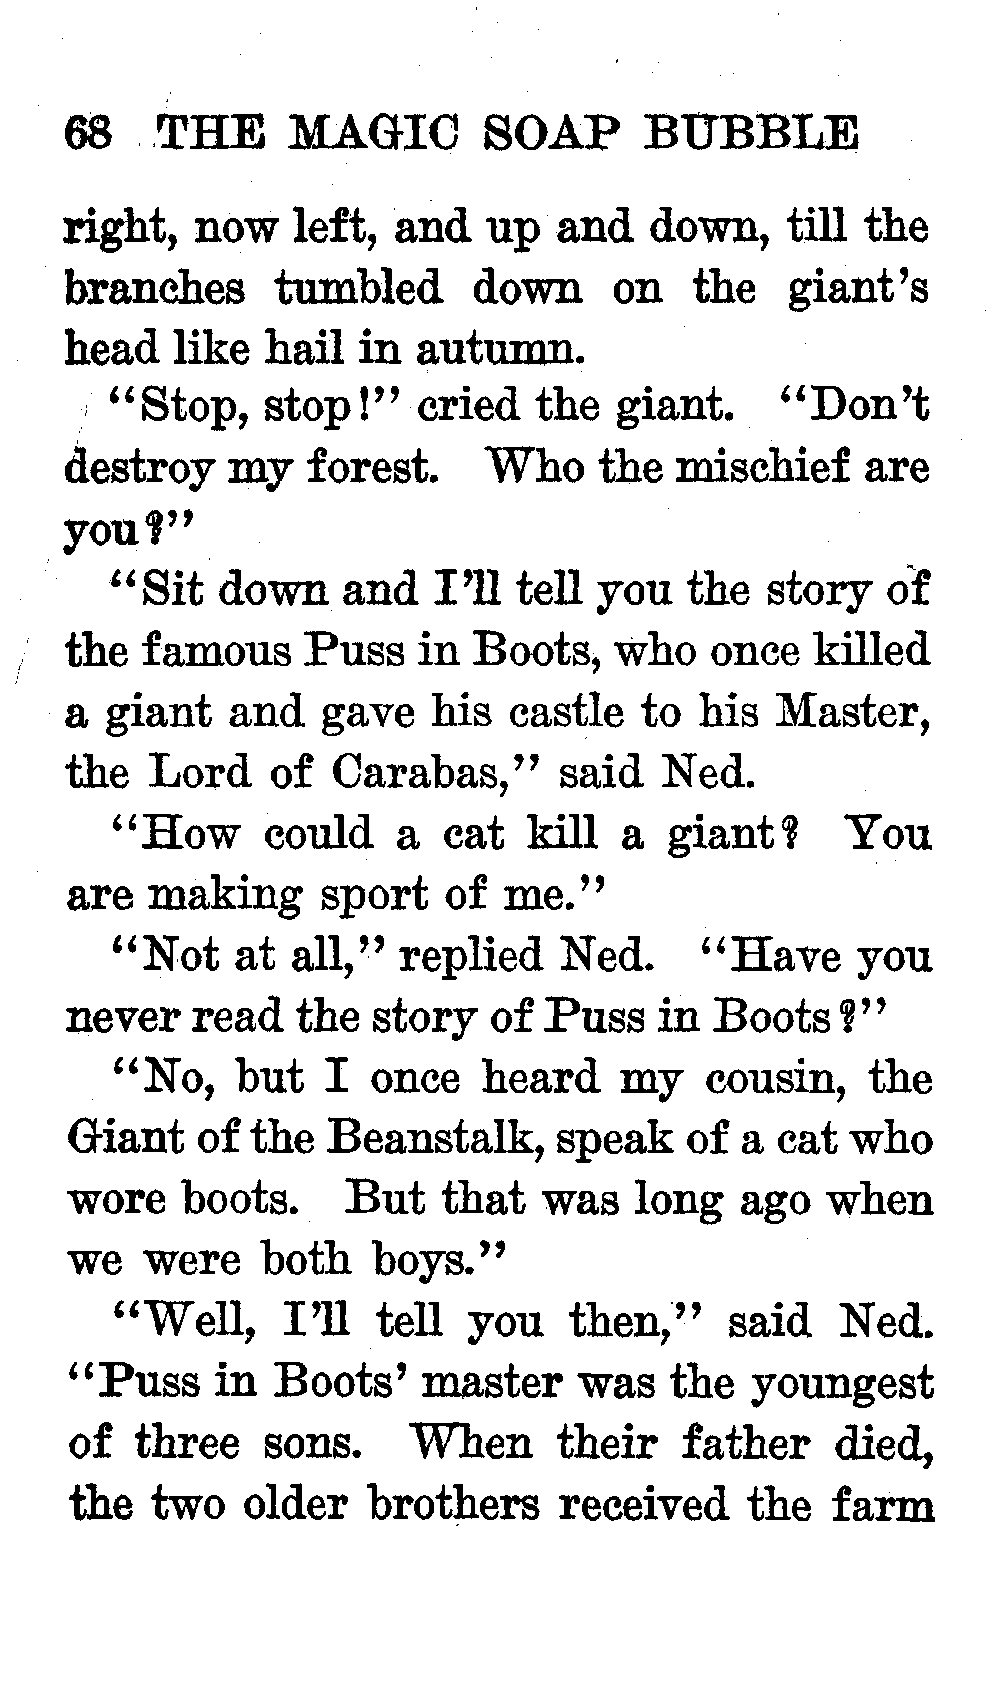 68 THE MAGIC SOAP BUBBLE
right, now left, and up and down, till the
branches tumbled down on the giant's
head like hail in autumn.
"Stop, stop!" cried the giant. "Don't
destroy my forest. Who the mischief are
you?"
"Sit down and I'll tell you the story of
the famous Puss in Boots, who once killed
a giant and gave his castle to his Master,
the Lord of Carabas," said Ned.
"How could a cat kill a giant? You
are making sport of me."
"Not at all," replied Ned. "Have you
never read the story of Puss in Boots?"
"No, but I once heard my cousin, the
Giant of the Beanstalk, speak of a cat who
wore boots. But that was long ago when
we were both boys."
"Well, I'll tell you then," said Ned.
"Puss in Boots' master was the youngest
of three sons. When their father died,
the two older brothers received the farm